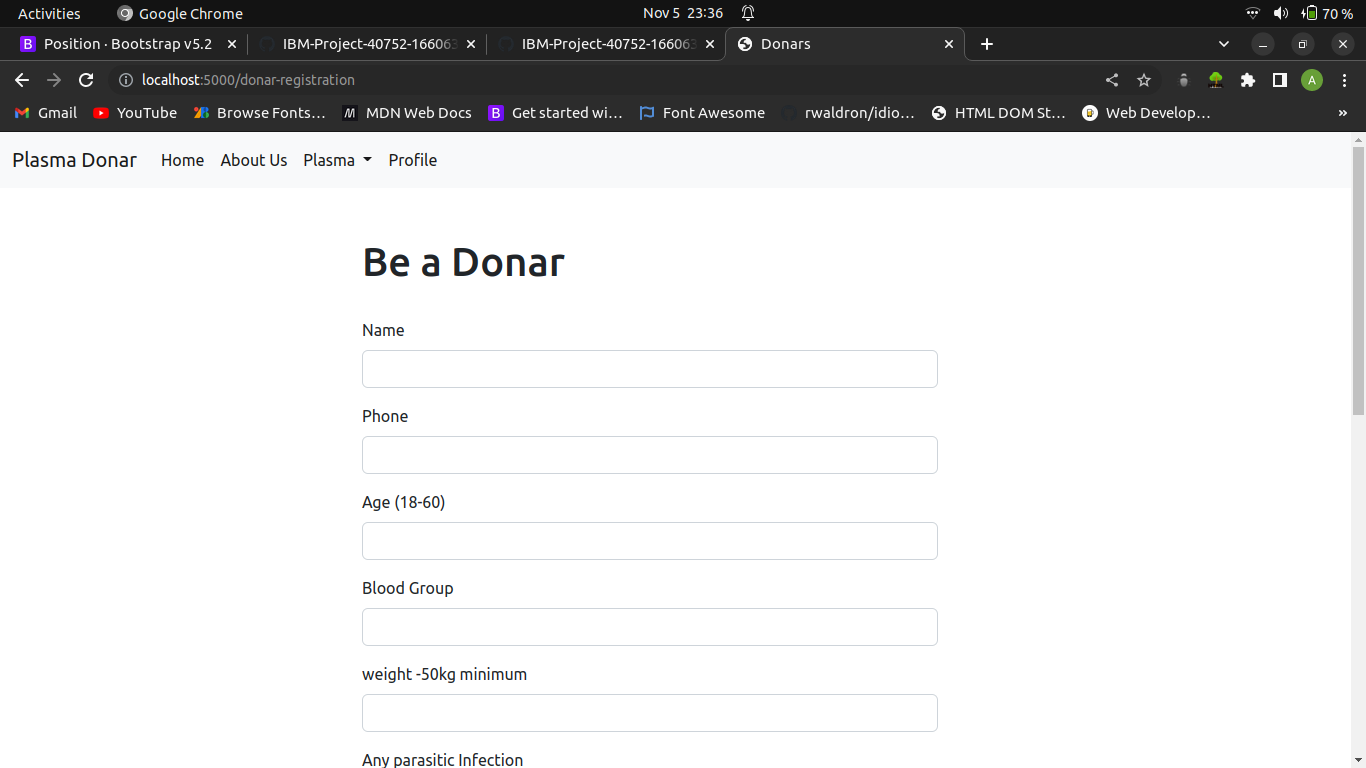 Activities Google Chrome Nov 5 23:36 70 %
Position · Bootstrap v5.2 IBM-Project-40752-166063 IBM-Project-40752-166063 Donars
localhost:5000/donar-registration A
Gmail YouTube Browse Fonts… MDN Web Docs Get started wi… Font Awesome rwaldron/idio… HTML DOM St… Web Develop… »
Plasma Donar Home About Us Plasma Profile
Be a Donar
Name
Phone
Age (18-60)
Blood Group
weight -50kg minimum
Any parasitic Infection